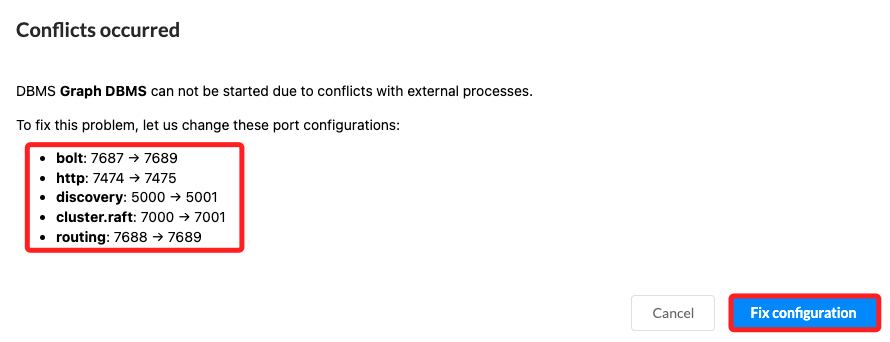 Conflicts occurred
DBMS Graph DBMS can not be started due to conflicts with external processes.
To fix this problem, let us change these port configurations:
• bolt: 7687 → 7689
• http: 7474 → 7475
• discovery: 5000 → 5001
• cluster.raft: 7000 → 7001
• routing: 7688 → 7689
Cancel Fix configuration